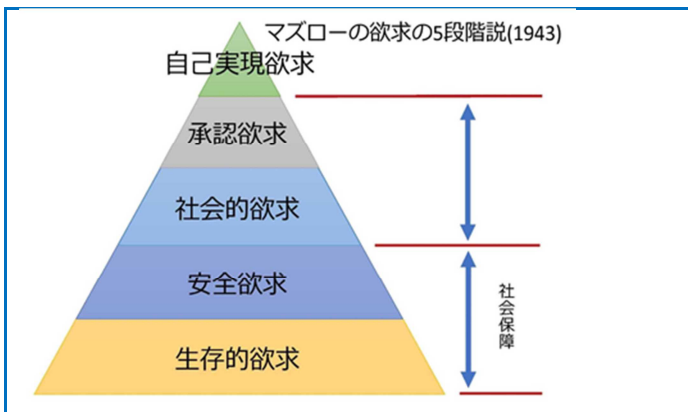 マズローの欲求の5段階説(1943)
自己実現欲求
承認欲求
社会的欲求
安全欲求
生存的欲求
社会保障